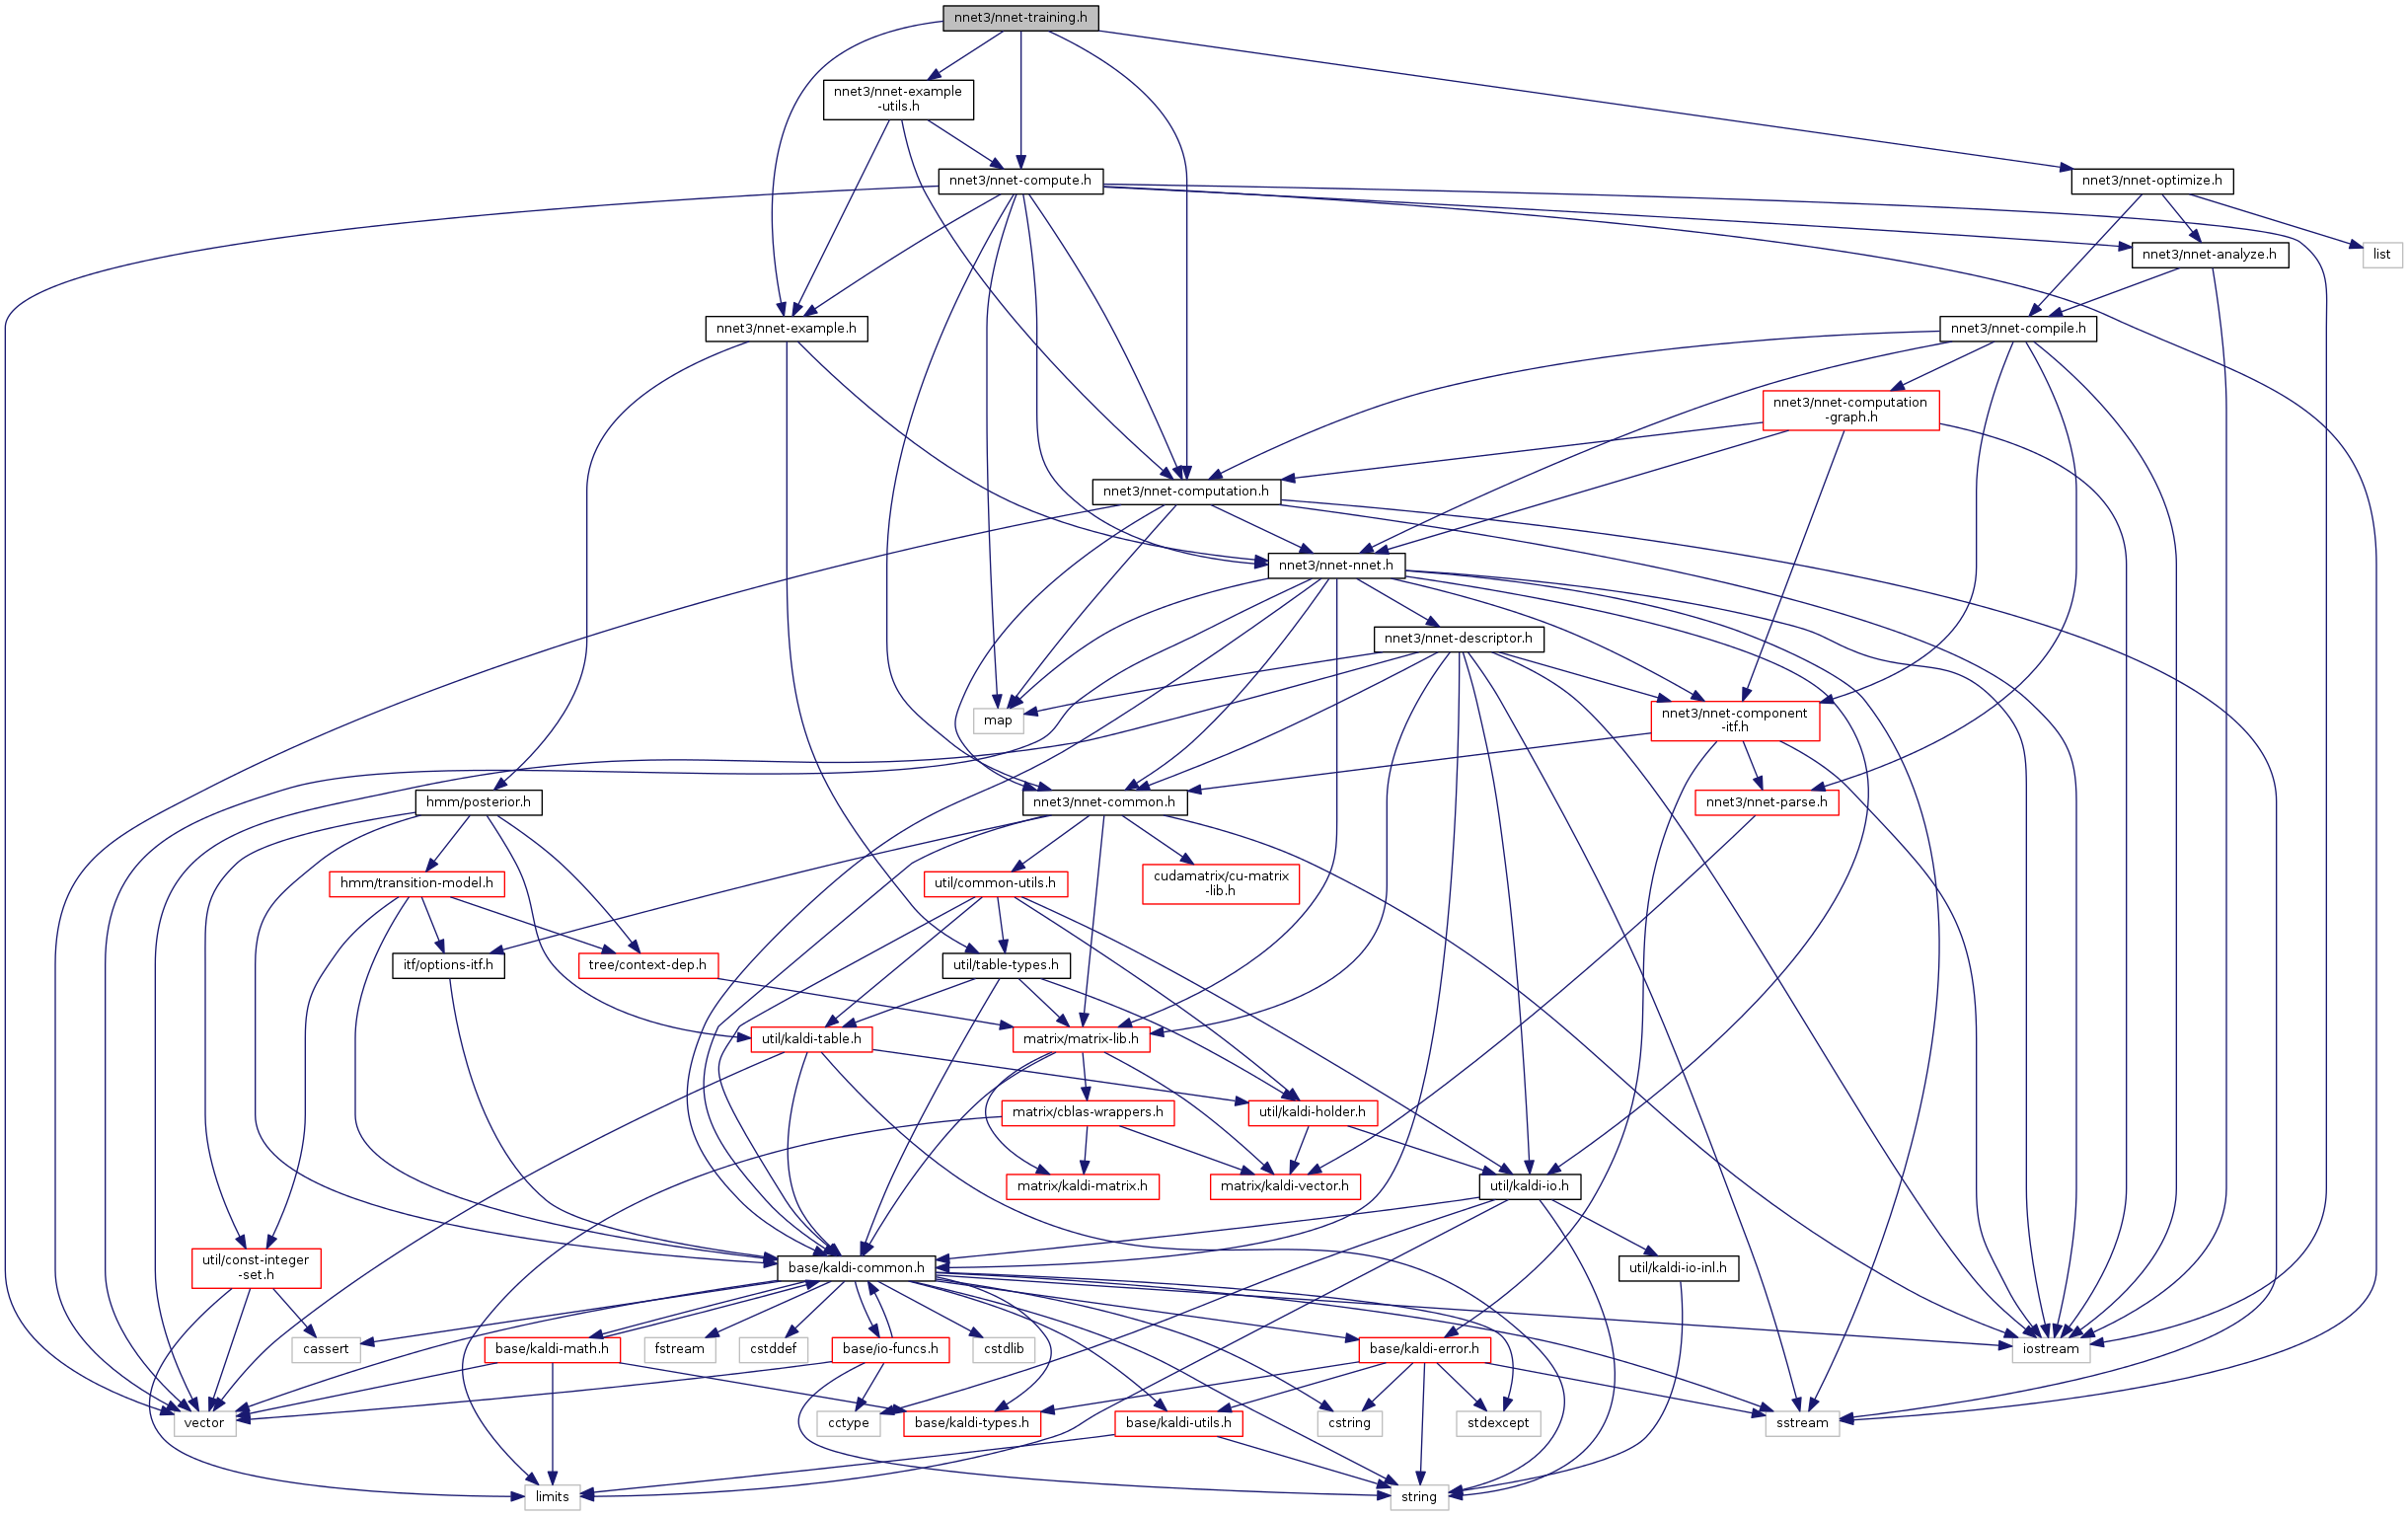 nnet3/nnet-training.h
nnet3/nnet-example
-utils.h
nnet3/nnet-compute.h
nnet3/nnet-optimize.h
nnet3/nnet-analyze.h
list
nnet3/nnet-example.h
nnet3/nnet-compile.h
nnet3/nnet-computation
-graph.h
nnet3/nnet-computation.h
nnet3/nnet-nnet.h
nnet3/nnet-descriptor.h
map
nnet3/nnet-component
-itf.h
hmm/posterior.h
nnet3/nnet-common.h
nnet3/nnet-parse.h
hmm/transition-model.h
util/common-utils.h
cudamatrix/cu-matrix
-lib.h
itf/options-itf.h
tree/context-dep.h
util/table-types.h
util/kaldi-table.h
matrix/matrix-lib.h
matrix/cblas-wrappers.h
util/kaldi-holder.h
matrix/kaldi-matrix.h
matrix/kaldi-vector.h
util/kaldi-io.h
util/const-integer
-set.h
base/kaldi-common.h
util/kaldi-io-inl.h
cassert
base/kaldi-math.h
fstream
cstddef
base/io-funcs.h
cstdlib
base/kaldi-error.h
iostream
vector
cctype
base/kaldi-types.h
base/kaldi-utils.h
cstring
stdexcept
sstream
limits
string